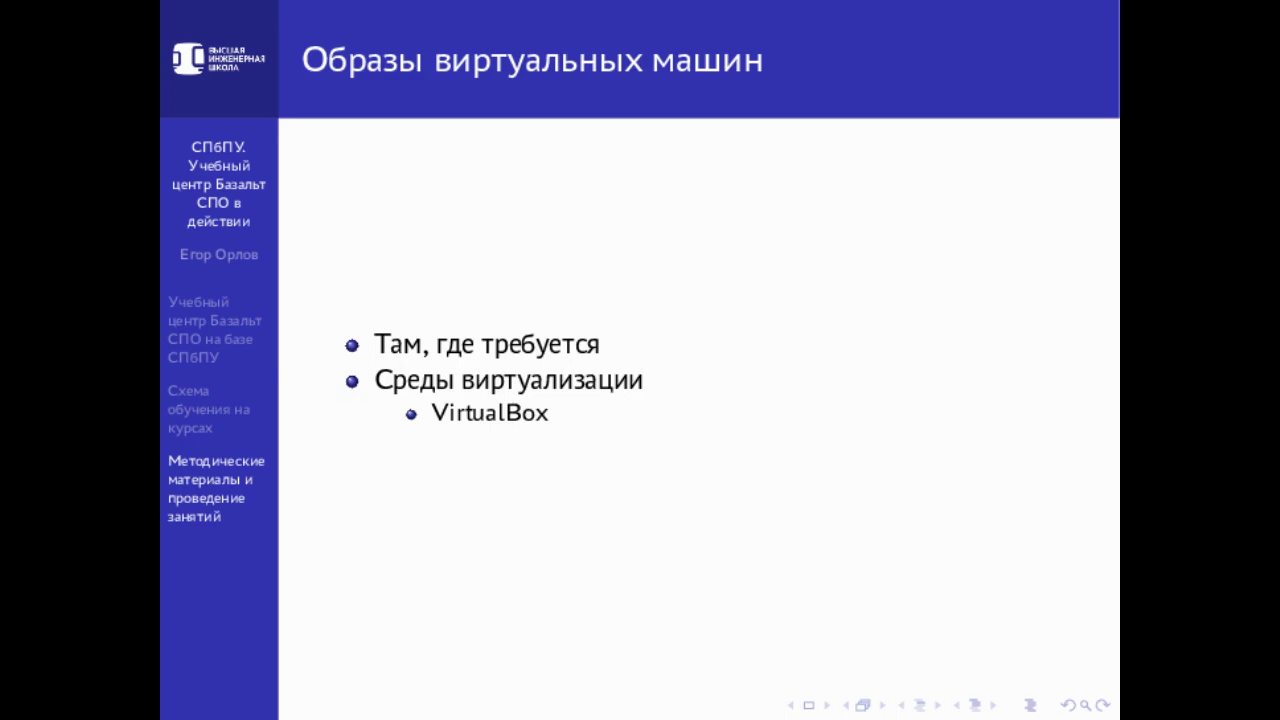 ВЫСШАЯ
ИНЖЕНЕРНАЯ
ШКОЛА
Образы виртуальных машин
СПбПУ.
Учебный
центр Базальт
СПО в
действии
Егор Орлов
Учебный
центр Базальт
СПО на базе
СПбПУ
Схема
обучения на
курсах
Методические
материалы и
проведение
занятий
Там, где требуется
Среды виртуализации
VirtualBox